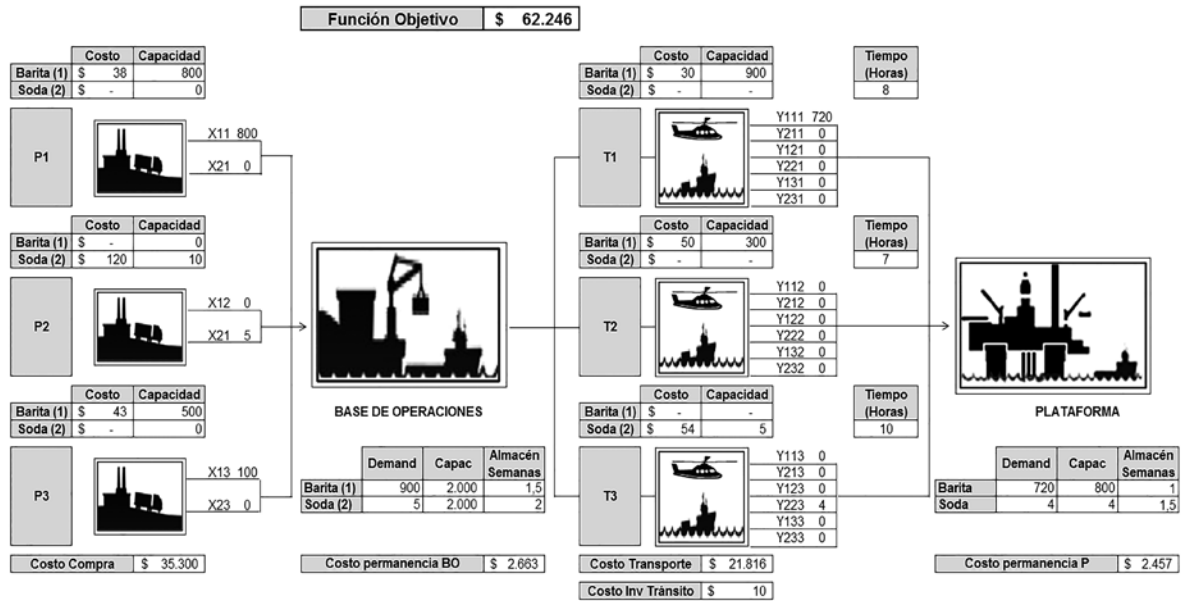 Función Objetivo $ 62.246
Costo Capacidad
Barita (1) $ 38 800
Soda (2) $ - 0
P1
X11 800
X21 0
Costo Capacidad
Barita (1) $ - 0
Soda (2) $ 120 10
P2
X12 0
X21 5
Costo Capacidad
Barita (1) $ 43 500
Soda (2) $ - 0
P3
X13 100
X23 0
Costo Compra $ 35.300
BASE DE OPERACIONES
Demand Capac Almacén Semanas
Barita (1) 900 2.000 1,5
Soda (2) 5 2.000 2
Costo permanencia BO $ 2.663
Costo Capacidad
Barita (1) $ 30 900
Soda (2) $ - -
Tiempo
(Horas)
8
T1
Y111 720
Y211 0
Y121 0
Y221 0
Y131 0
Y231 0
Costo Capacidad
Barita (1) $ 50 300
Soda (2) $ - -
Tiempo
(Horas)
7
T2
Y112 0
Y212 0
Y122 0
Y222 0
Y132 0
Y232 0
Costo Capacidad
Barita (1) $ - -
Soda (2) $ 54 5
Tiempo
(Horas)
10
T3
Y113 0
Y213 0
Y123 0
Y223 4
Y133 0
Y233 0
Costo Transporte $ 21.816
Costo Inv Trànsito $ 10
PLATAFORMA
Demand Capac Almacén Semanas
Barita 720 800 1
Soda 4 4 1,5
Costo permanencia P $ 2.457